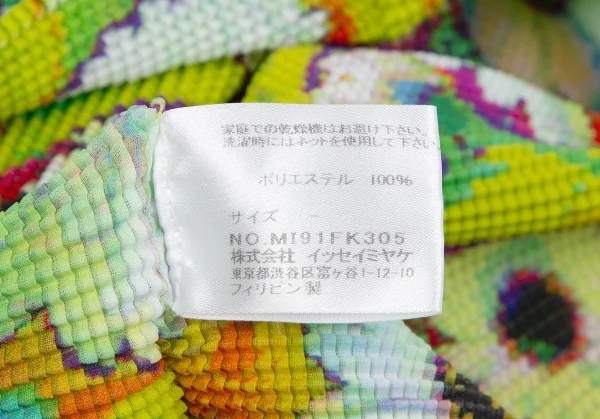 家庭での乾燥機はお避け下さい。
洗濯時にはネットを使用して下さい
ポリエステル 100%
サイズ -
NO.MI91FK305
株式会社 イッセイミヤケ
東京都渋谷区富ヶ谷1-12-10
フィリピン製